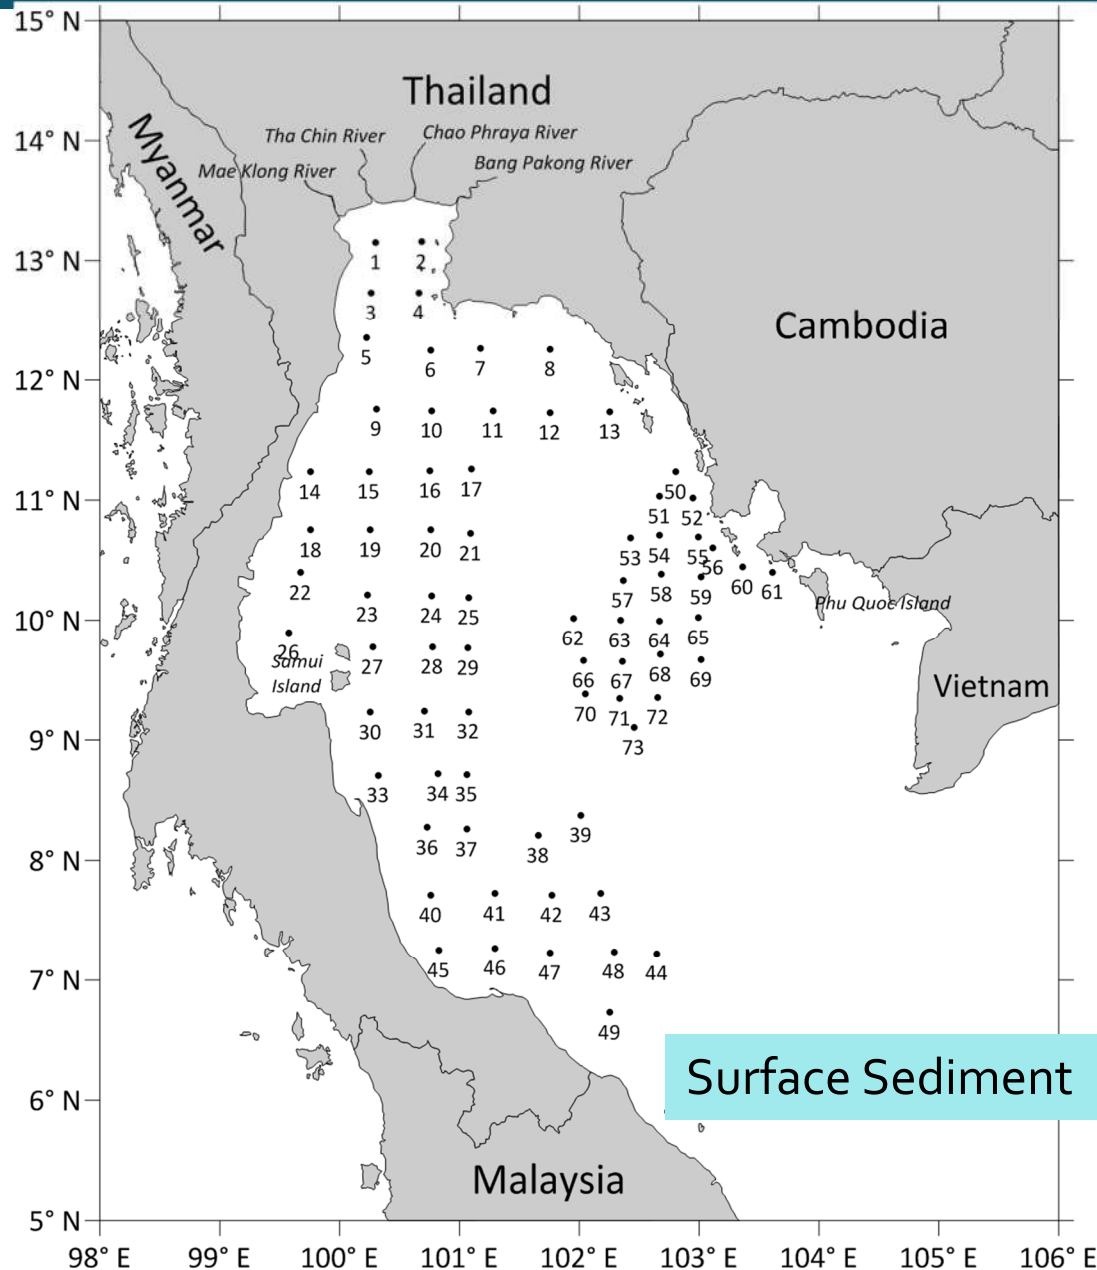 15° N
Thailand
Tha Chin River
Chao Phraya River
14° N
Myanmar
Mae Klong River
Bang Pakong River
13° N
1 2
3 4
Cambodia
5 6 7 8
12° N
9 10 11 12 13
14 15 16 17 50
11° N
51 52
18 19 20 21 53 54 55
56
22 57 58 59 60 61
Phu Quoc Island
10° N
23 24 25
62 63 64 65
26 27 28 29
Samui
Island
66 67 68 69
Vietnam
70 71 72
30 31 32
9° N
73
33 34 35
36 37 38 39
8° N
40 41 42 43
45 46 47 48 44
7° N
49
Surface Sediment
6° N
Malaysia
5° N
98° E 99° E 100° E 101° E 102° E 103° E 104° E 105° E 106° E